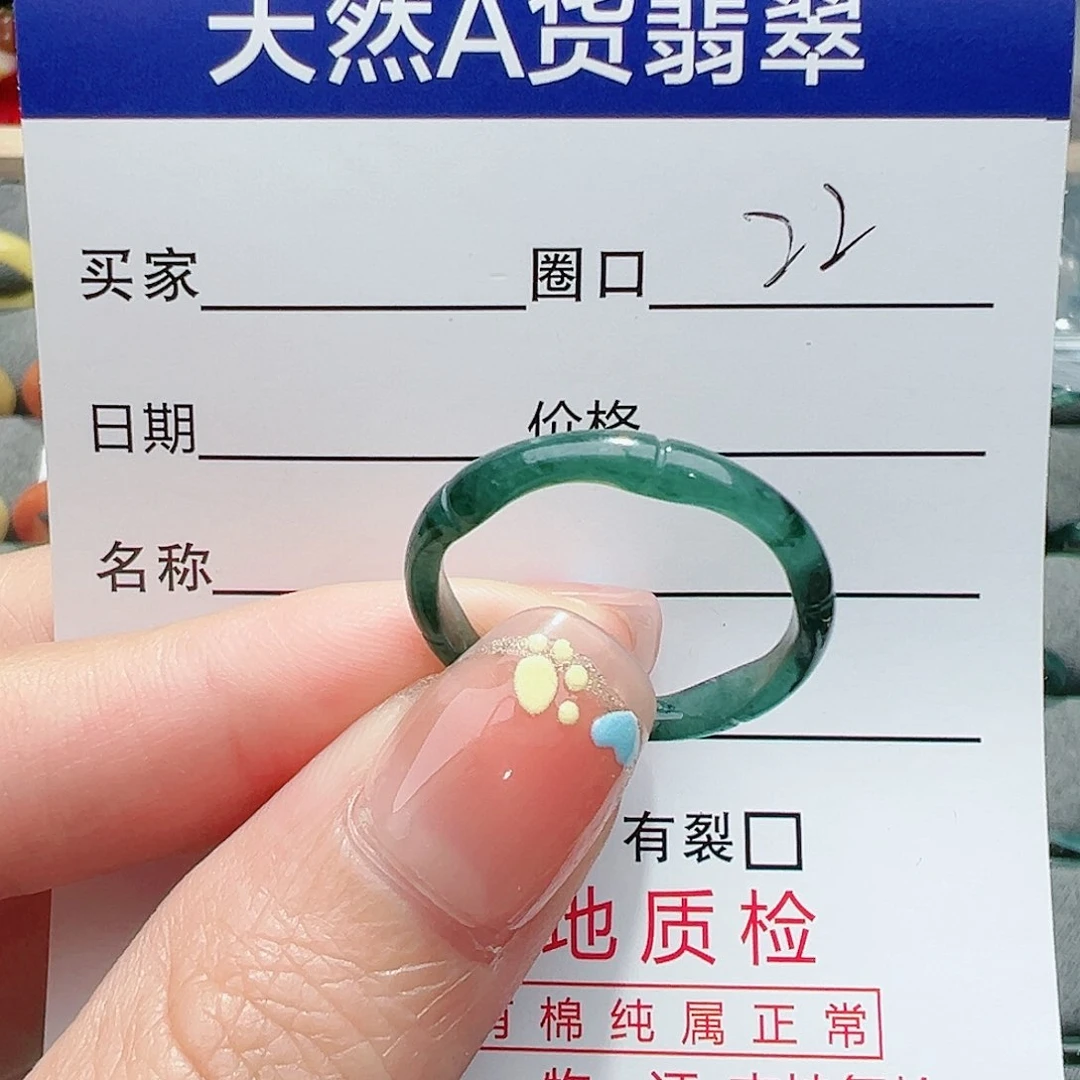 天然A货翡翠
买家 圈口 22
日期 价格
名称
有裂
地质检
有棉纯属正常